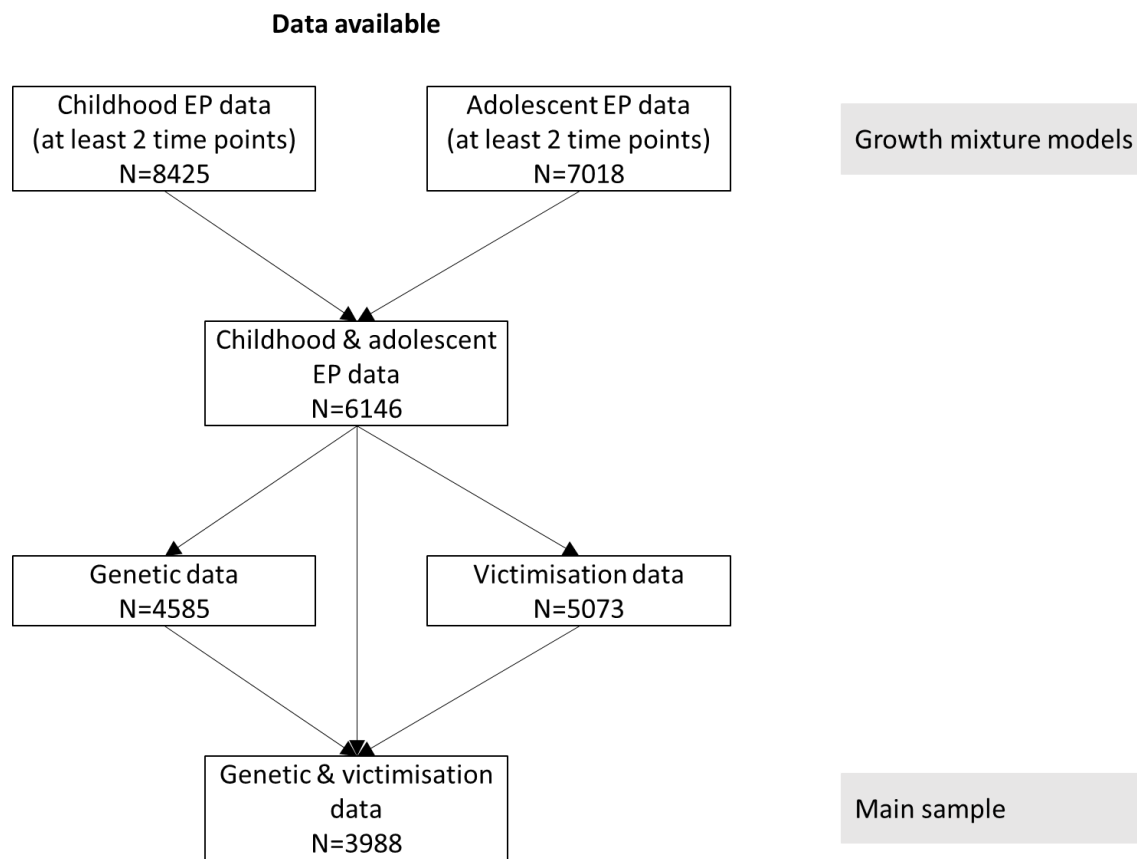 Data available
Childhood EP data
(at least 2 time points)
N=8425
Adolescent EP data
(at least 2 time points)
N=7018
Growth mixture models
Childhood & adolescent
EP data
N=6146
Genetic data
N=4585
Victimisation data
N=5073
Genetic & victimisation
data
N=3988
Main sample